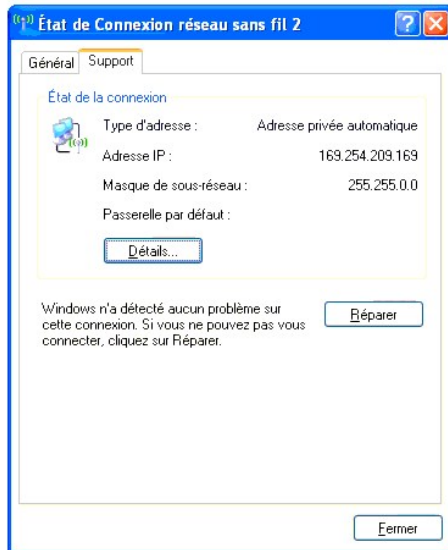 État de Connexion réseau sans fil 2
Général Support
État de la connexion
Type d'adresse : Adresse privée automatique
Adresse IP : 169.254.209.169
Masque de sous-réseau : 255.255.0.0
Passerelle par défaut :
Détails...
Windows n'a détecté aucun problème sur
cette connexion. Si vous ne pouvez pas vous
connecter, cliquez sur Réparer.
Réparer
Fermer